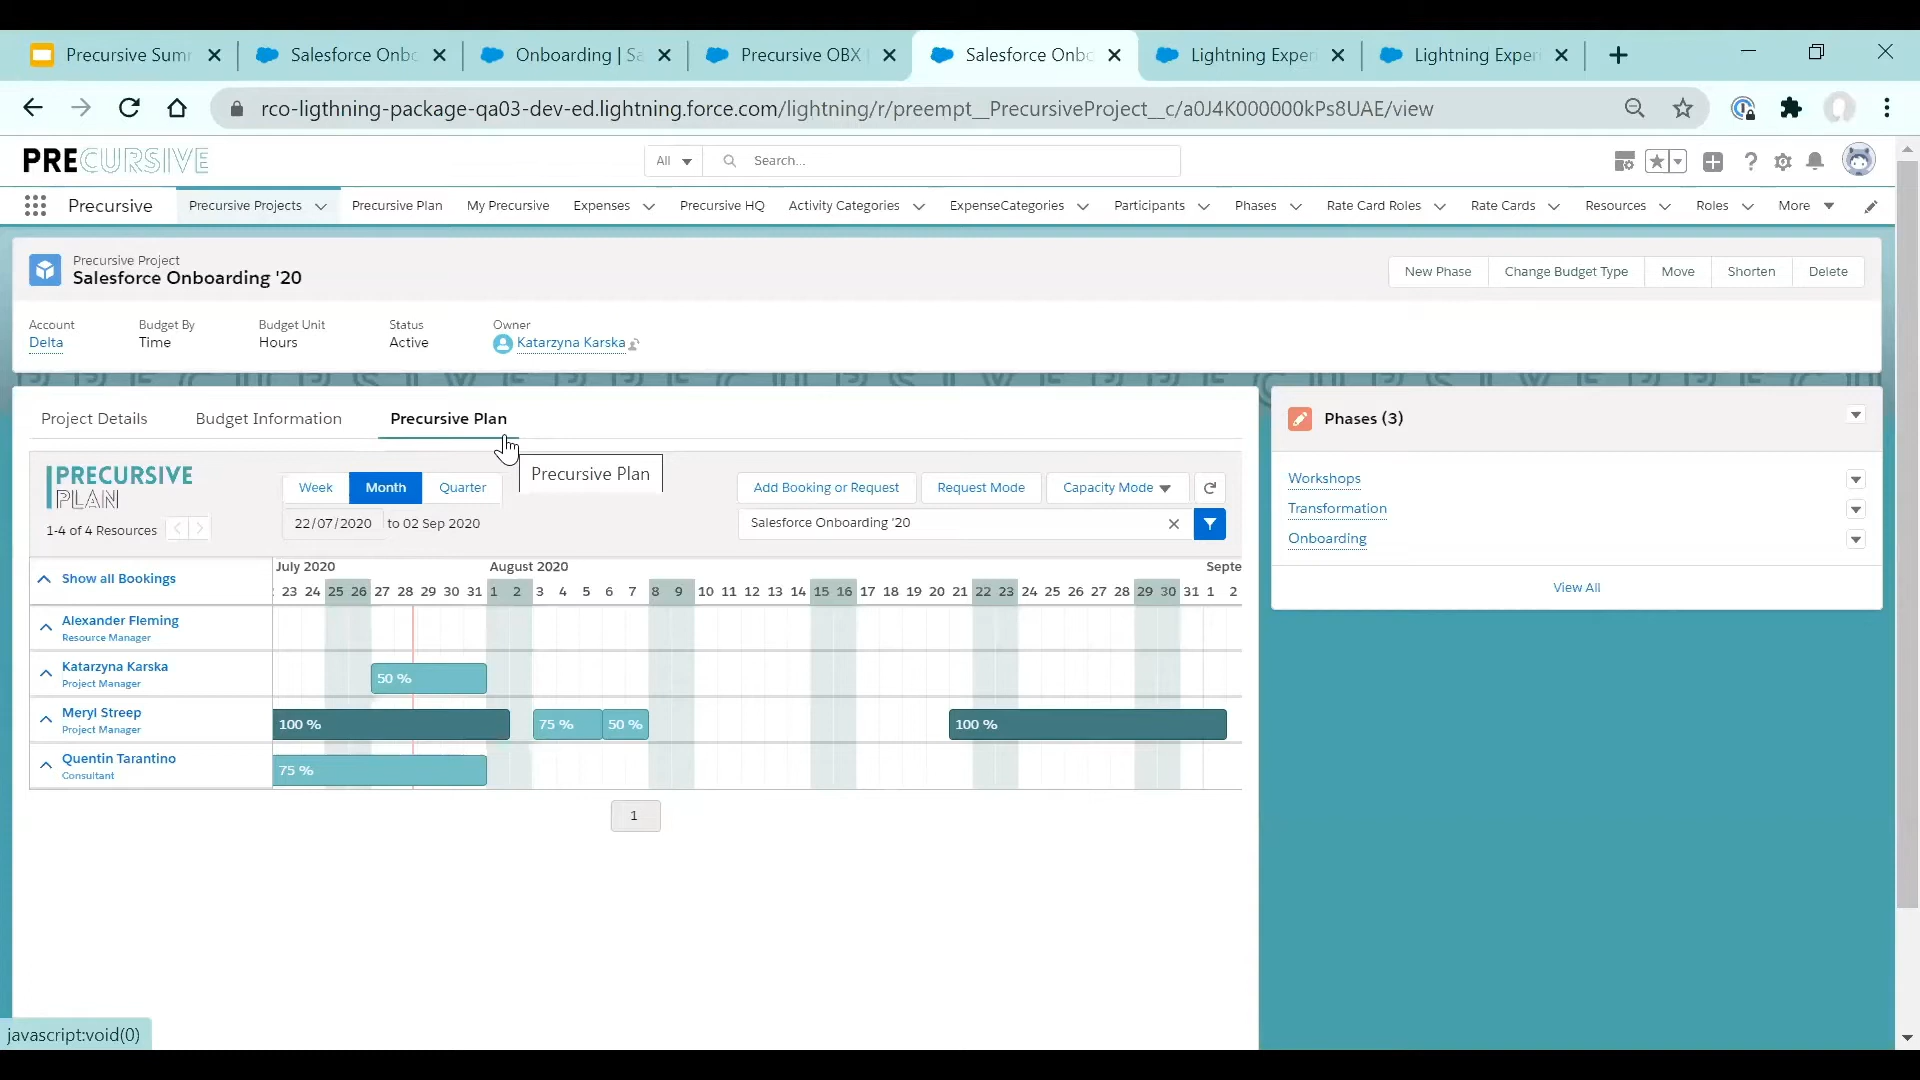 Precursive Sum
Salesforce Onbo
Onboarding | Sa
Precursive OBX |
Salesforce Onbo
Lightning Experi
Lightning Exper
rco-ligthning-package-qa03-dev-ed.lightning.force.com/lightning/r/preempt__PrecursiveProject__c/a0J4K000000kPs8UAE/view
PRECURSIVE
All
Search...
Precursive
Precursive Projects
Precursive Plan
My Precursive
Expenses
Precursive HQ
Activity Categories
ExpenseCategories
Participants
Phases
Rate Card Roles
Rate Cards
Resources
Roles
More
Precursive Project
Salesforce Onboarding '20
New Phase
Change Budget Type
Move
Shorten
Delete
Account
Budget By
Budget Unit
Status
Owner
Delta
Time
Hours
Active
Katarzyna Karska
Project Details
Budget Information
Precursive Plan
Precursive Plan
PRECURSIVE
PLAN
Week
Month
Quarter
Add Booking or Request
Request Mode
Capacity Mode
1-4 of 4 Resources
22/07/2020 to 02 Sep 2020
Salesforce Onboarding '20
July 2020
August 2020
Septe
Show all Bookings
23 24 25 26 27 28 29 30 31 1 2 3 4 5 6 7 8 9 10 11 12 13 14 15 16 17 18 19 20 21 22 23 24 25 26 27 28 29 30 31 1 2
Alexander Fleming
Resource Manager
Katarzyna Karska
Project Manager
50 %
Meryl Streep
Project Manager
100 %
75 %
50 %
100 %
Quentin Tarantino
Consultant
75 %
1
Phases (3)
Workshops
Transformation
Onboarding
View All
javascript:void(0)